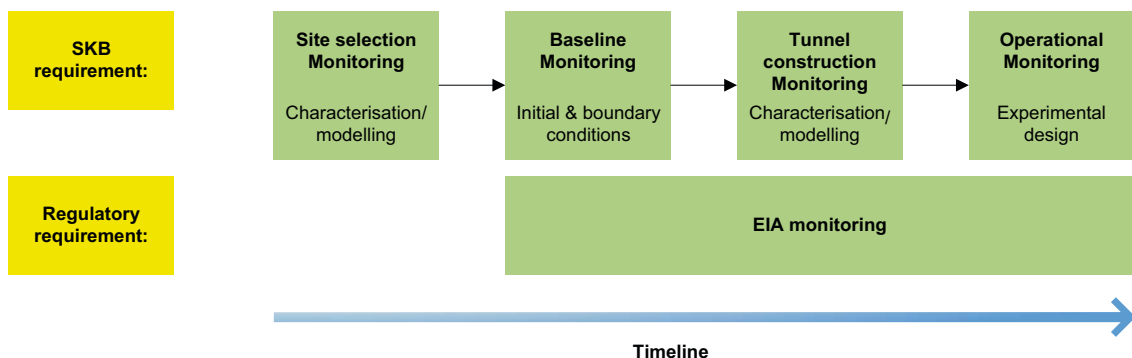 SKB
requirement:
Site selection
Monitoring
Characterisation/
modelling
Baseline
Monitoring
Initial & boundary
conditions
Tunnel
construction
Monitoring
Characterisation/
modelling
Operational
Monitoring
Experimental
design
Regulatory
requirement:
EIA monitoring
Timeline